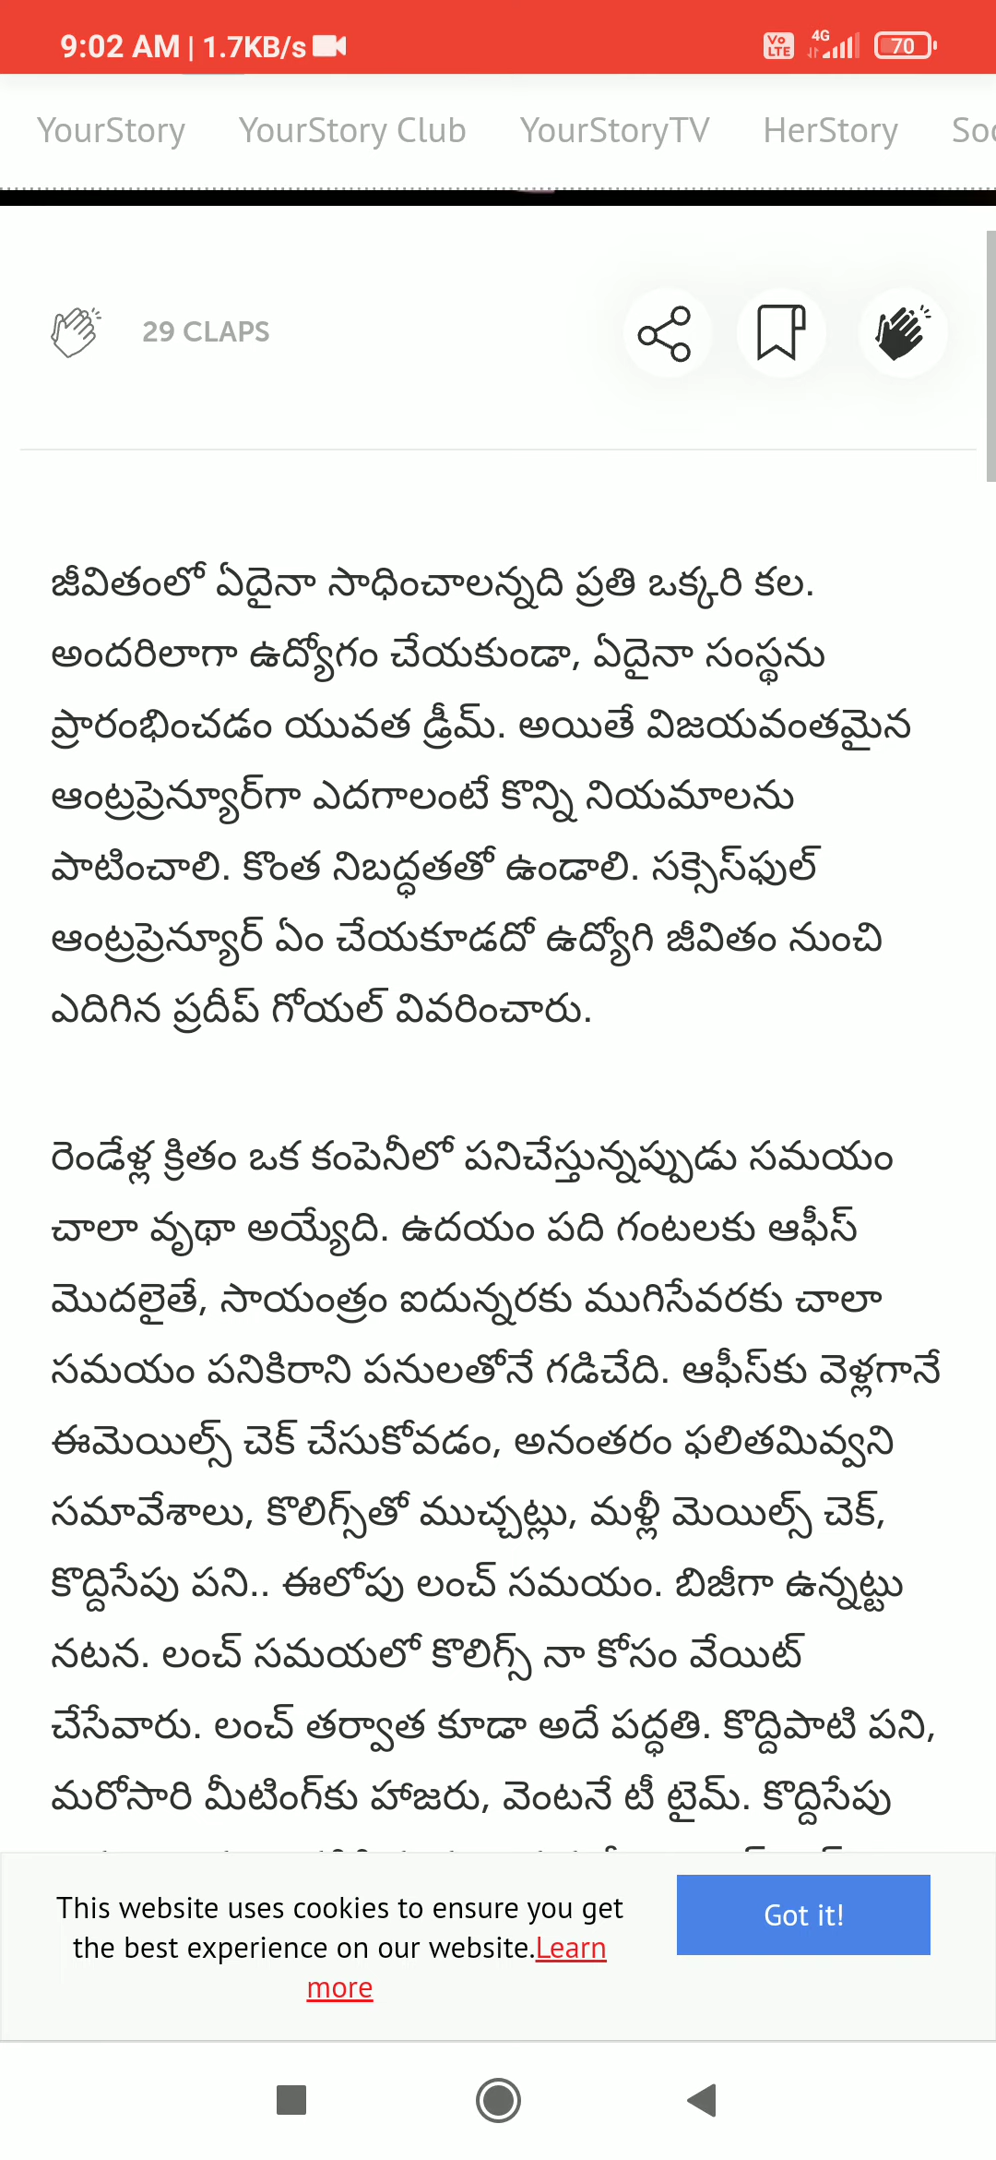 9:02 AM | 1.7KB/s
Vo LTE 4G 70
YourStory YourStory Club YourStoryTV HerStory Soc
29 CLAPS
జీవితంలో ఏదైనా సాధించాలన్నది ప్రతి ఒక్కరి కల.
అందరిలాగా ఉద్యోగం చేయకుండా, ఏదైనా సంస్థను
ప్రారంభించడం యువత డ్రీమ్. అయితే విజయవంతమైన
ఆంట్రప్రెన్యూర్‌గా ఎదగాలంటే కొన్ని నియమాలను
పాటించాలి. కొంత నిబద్ధతతో ఉండాలి. సక్సెస్‌ఫుల్
ఆంట్రప్రెన్యూర్ ఏం చేయకూడదో ఉద్యోగి జీవితం నుంచి
ఎదిగిన ప్రదీప్ గోయల్ వివరించారు.
రెండేళ్ల క్రితం ఒక కంపెనీలో పనిచేస్తున్నప్పుడు సమయం
చాలా వృథా అయ్యేది. ఉదయం పది గంటలకు ఆఫీస్
మొదలైతే, సాయంత్రం ఐదున్నరకు ముగిసేవరకు చాలా
సమయం పనికిరాని పనులతోనే గడిచేది. ఆఫీస్‌కు వెళ్లగానే
ఈమెయిల్స్ చెక్ చేసుకోవడం, అనంతరం ఫలితమివ్వని
సమావేశాలు, కొలిగ్స్‌తో ముచ్చట్లు, మళ్లీ మెయిల్స్ చెక్,
కొద్దిసేపు పని.. ఈలోపు లంచ్ సమయం. బిజీగా ఉన్నట్టు
నటన. లంచ్ సమయలో కొలిగ్స్ నా కోసం వేయిట్
చేసేవారు. లంచ్ తర్వాత కూడా అదే పద్ధతి. కొద్దిపాటి పని,
మరోసారి మీటింగ్‌కు హాజరు, వెంటనే టీ టైమ్. కొద్దిసేపు
This website uses cookies to ensure you get
the best experience on our website.Learn
more
Got it!